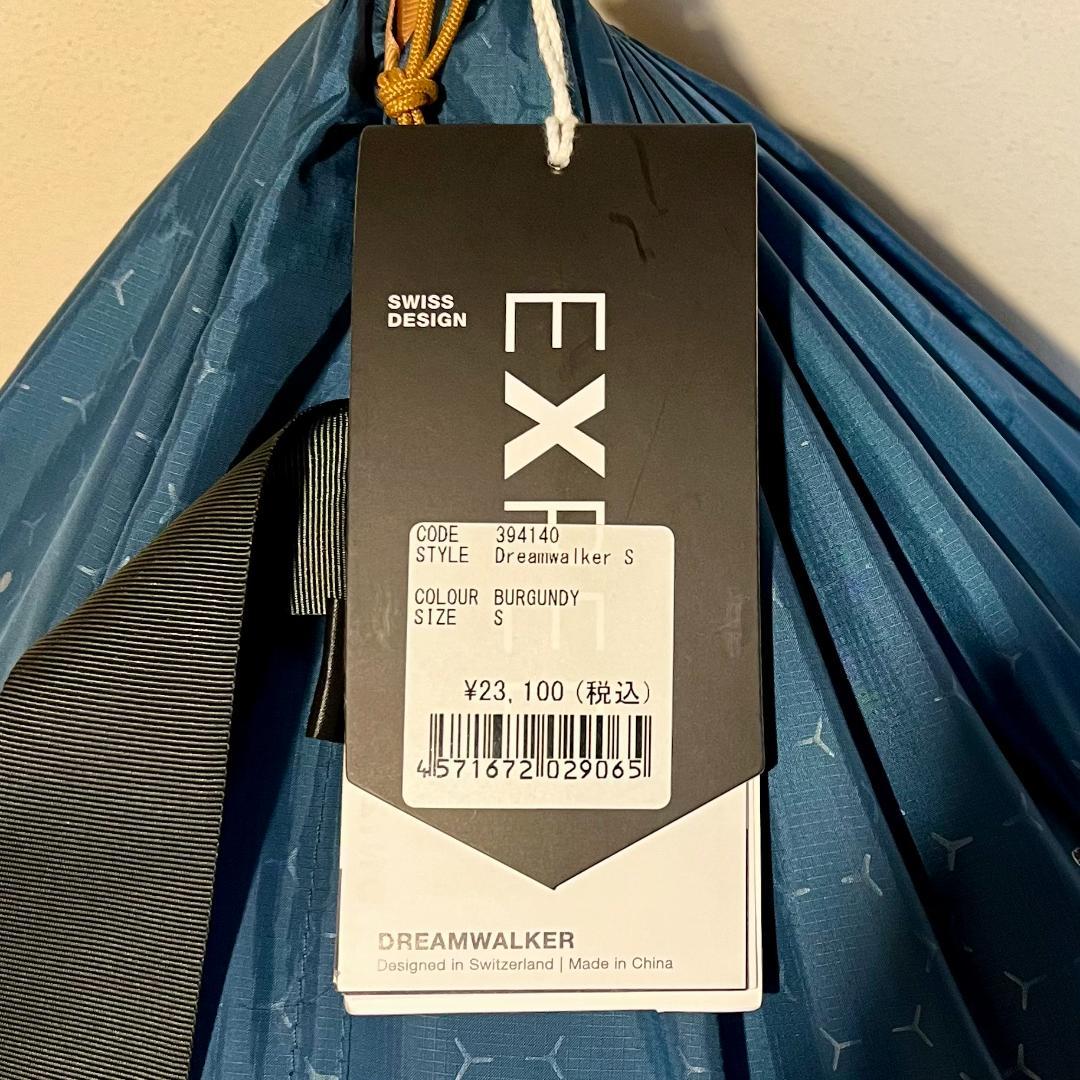 SWISS
DESIGN
EXPE
CODE 394140
STYLE Dreamwalker S
COLOUR BURGUNDY
SIZE S
¥23,100(税込)
4571672029065
DREAMWALKER
Designed in Switzerland | Made in China